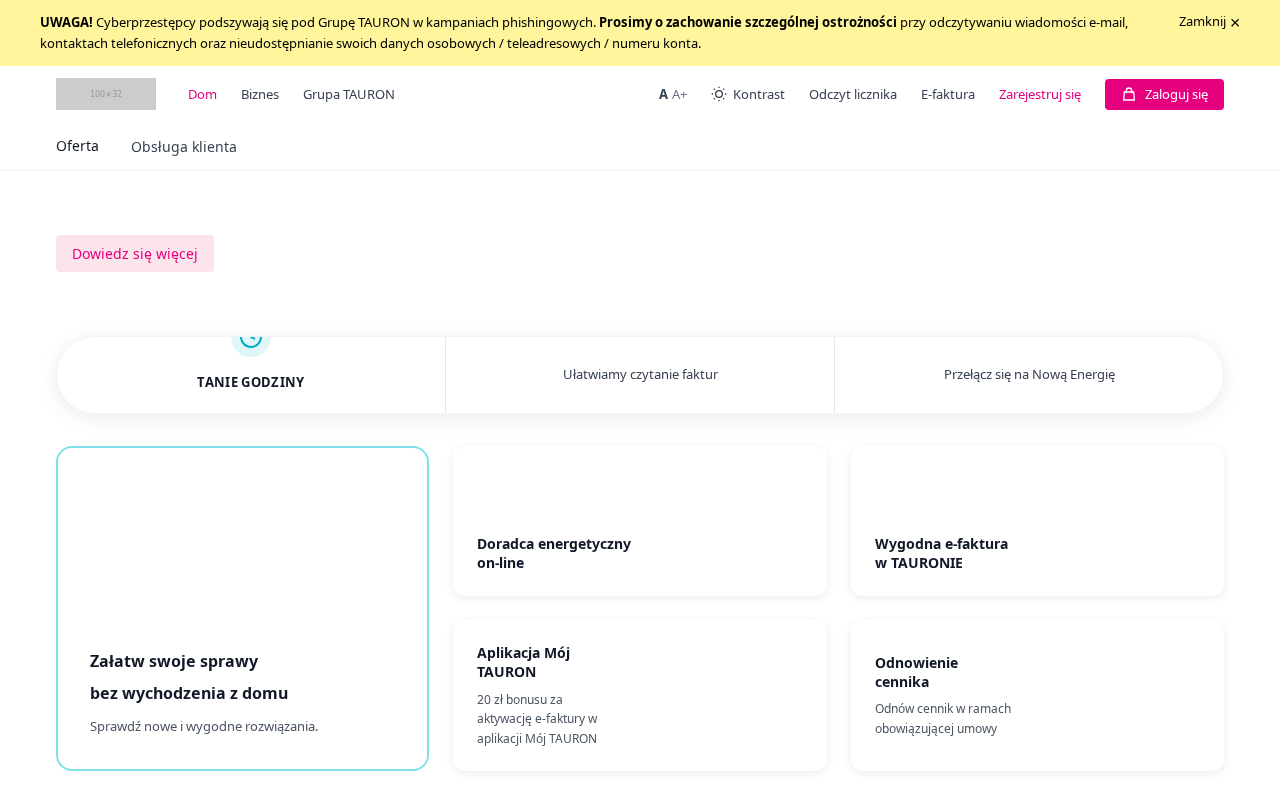 UWAGA! Cyberprzestępcy podszywają się pod Grupę TAURON w kampaniach phishingowych. Prosimy o zachowanie szczególnej ostrożności przy odczytywaniu wiadomości e-mail,
kontaktach telefonicznych oraz nieudostępnianie swoich danych osobowych / teleadresowych / numeru konta.
Zamknij ×
100×32
Dom
Biznes
Grupa TAURON
A A+
Kontrast
Odczyt licznika
E-faktura
Zarejestruj się
Zaloguj się
Oferta
Obsługa klienta
Dowiedz się więcej
TANIE GODZINY
Ułatwiamy czytanie faktur
Przełącz się na Nową Energię
Załatw swoje sprawy
bez wychodzenia z domu
Sprawdź nowe i wygodne rozwiązania.
Doradca energetyczny
on-line
Wygodna e-faktura
w TAURONIE
Aplikacja Mój
TAURON
20 zł bonusu za
aktywację e-faktury w
aplikacji Mój TAURON
Odnowienie
cennika
Odnów cennik w ramach
obowiązującej umowy